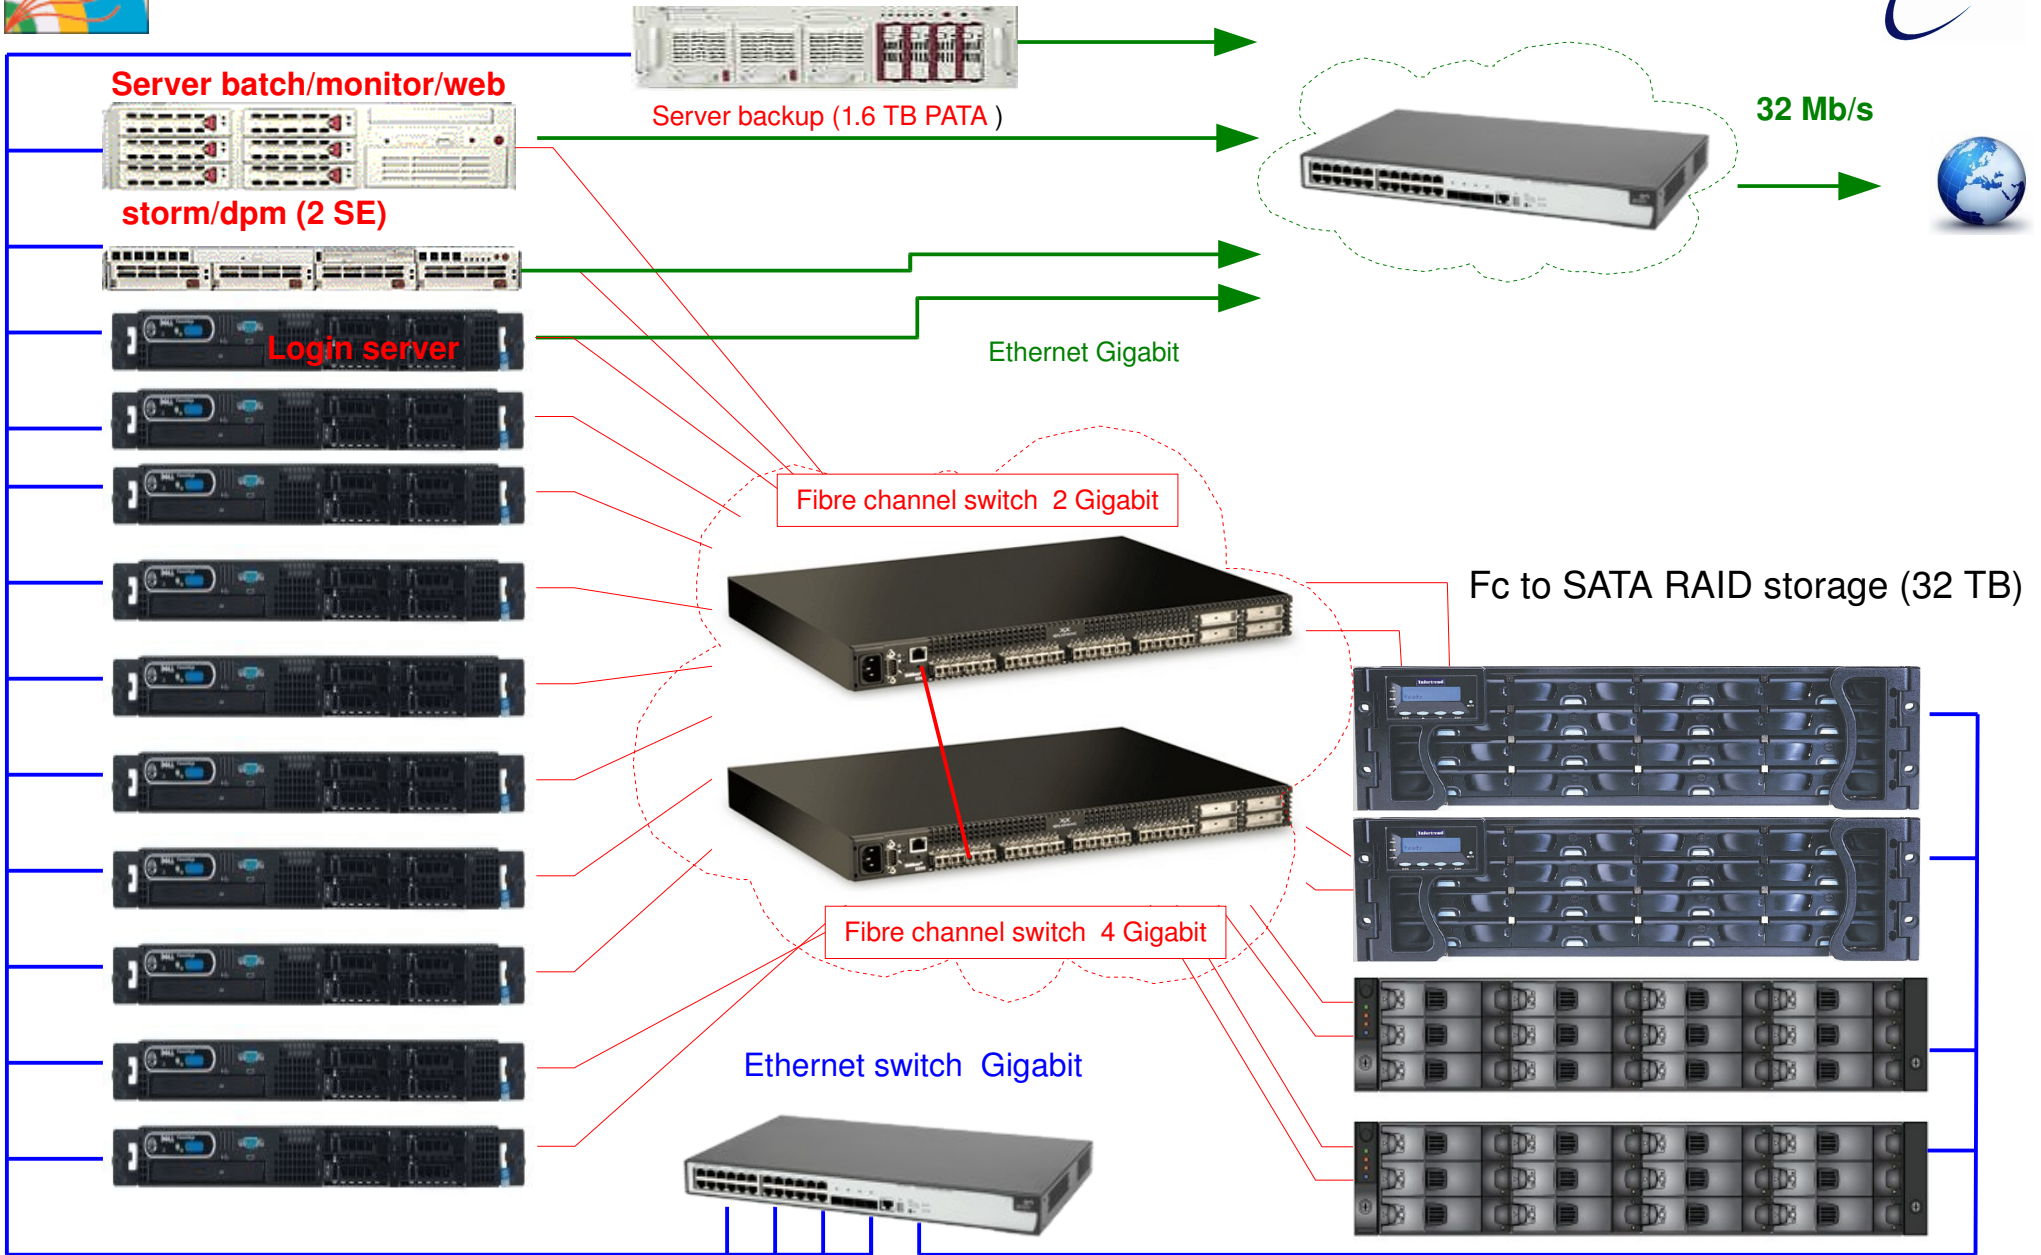 Server batch/monitor/web
Server backup (1.6 TB PATA )
32 Mb/s
storm/dpm (2 SE)
Login server
Ethernet Gigabit
Fibre channel switch 2 Gigabit
Fc to SATA RAID storage (32 TB)
Fibre channel switch 4 Gigabit
Ethernet switch Gigabit